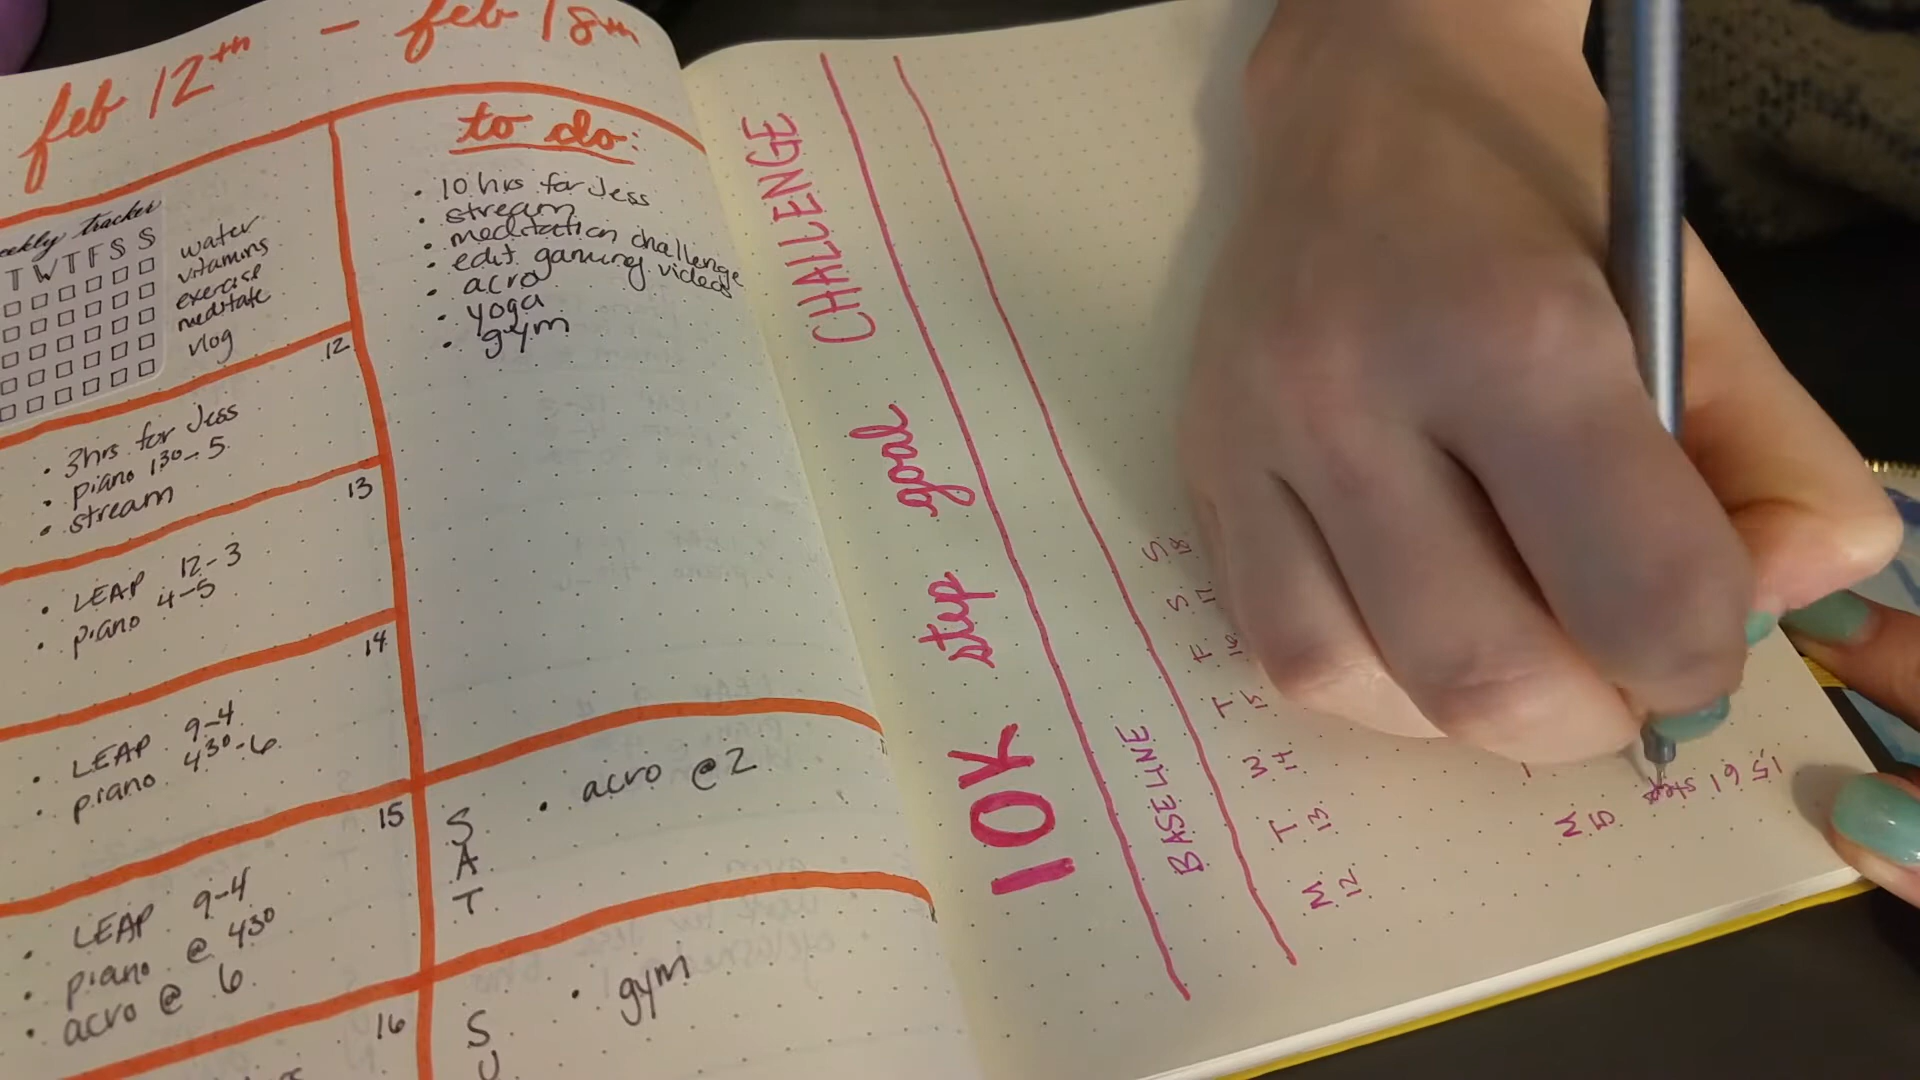 feb 12th - feb 18th
Tracker
T W T F S S
water
vitamins
exercise
meditate
vlog
to do:
• 10 hrs for Jess
• stream
• meditation challenge
• edit gaming videos
• acro
• yoga
• gym
12
• 3hrs for Jess
• piano 130-5
• stream
13
• LEAP 12-3
• piano 4-5
14
• LEAP 9-4
• piano 430-6
15
• LEAP 9-4
• piano @ 430
• acro @ 6
16
SAT
• acro @ 2
SU
• gym
10K step goal CHALLENGE
BASELINE
M T W T F S S
12 13 14 15 16 17 18
M